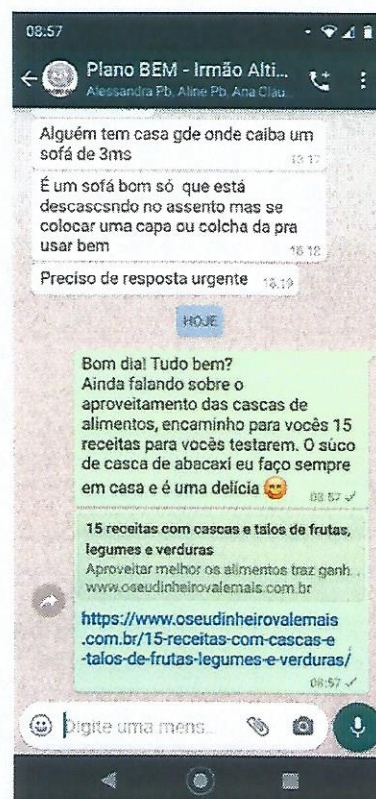 08:57
Plano BEM - Irmão Alti...
Alessandra Pb, Aline Pb, Ana Clau...
Alguém tem casa gde onde caiba um
sofá de 3ms
É um sofá bom só que está
descascsndo no assento mas se
colocar uma capa ou colcha da pra
usar bem
18:18
Preciso de resposta urgente
18:19
HOJE
Bom dia! Tudo bem?
Ainda falando sobre o
aproveitamento das cascas de
alimentos, encaminho para vocês 15
receitas para vocês testarem. O suco
de casca de abacaxi eu faço sempre
em casa e é uma delícia 😊
08:57
15 receitas com cascas e talos de frutas,
legumes e verduras
Aproveitar melhor os alimentos traz ganh...
www.oseudinheirovalemais.com.br
https://www.oseudinheirovalemais
.com.br/15-receitas-com-cascas-e
-talos-de-frutas-legumes-e-verduras/
08:57
Digite uma mens...